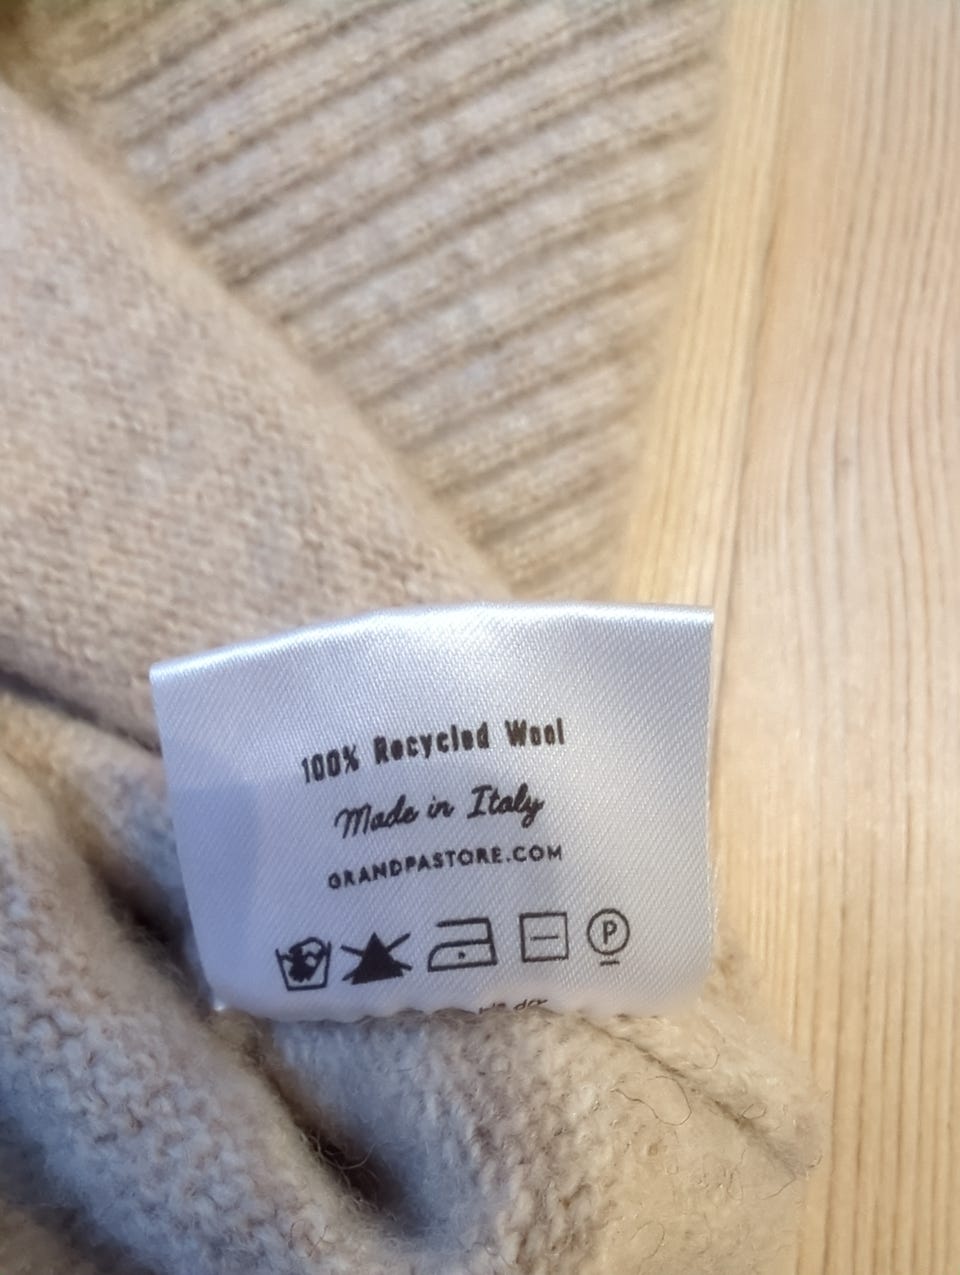 100% Recycled Wool
Made in Italy
GRANDPASTORE.COM
P